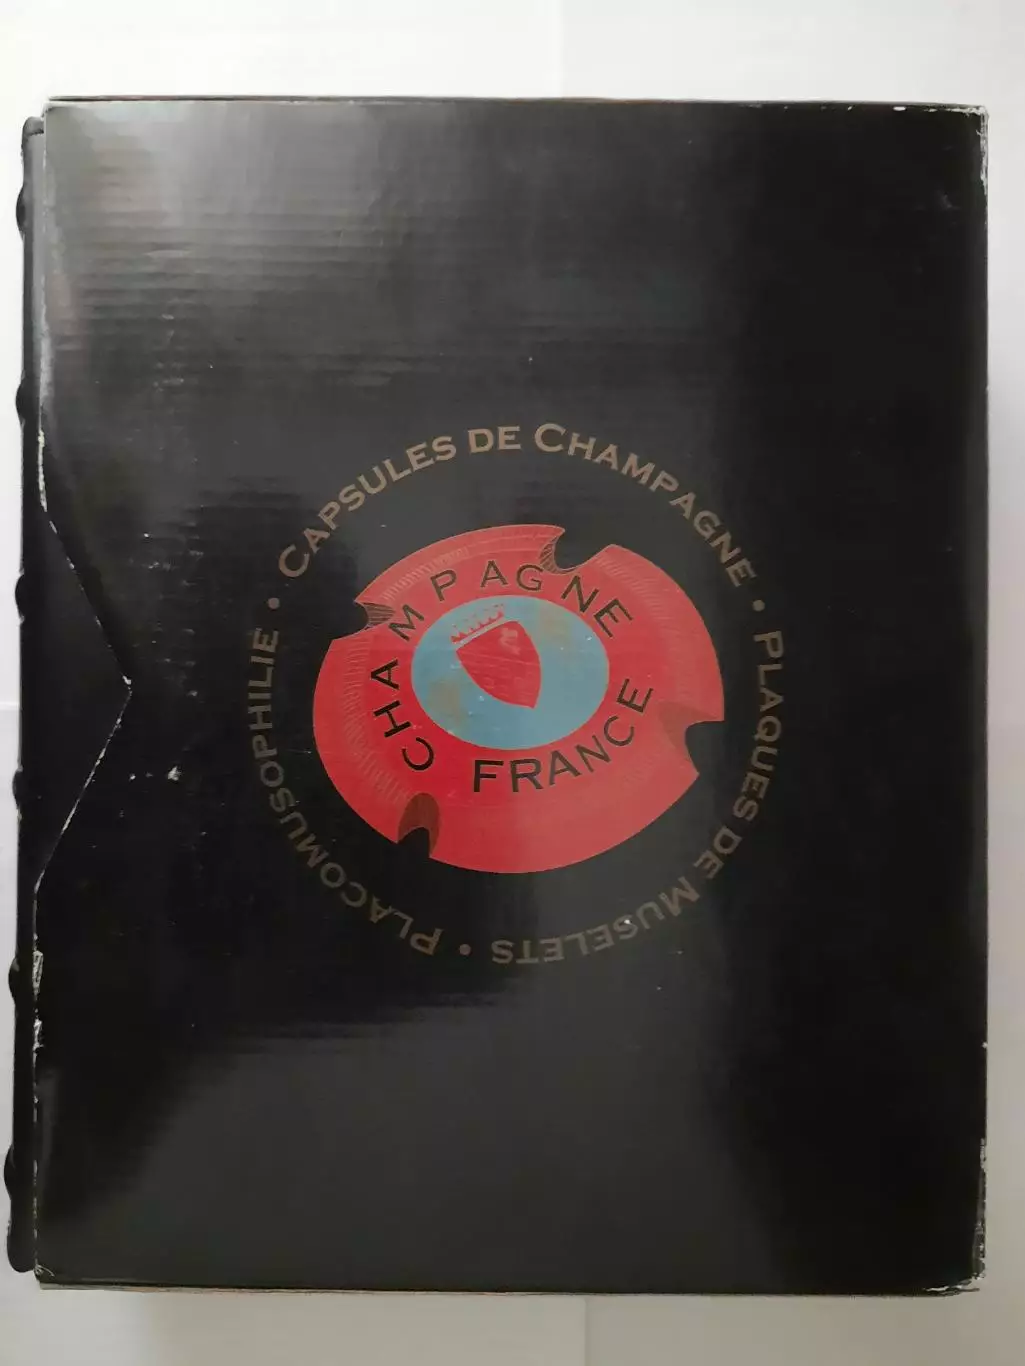 CAPSULES DE CHAMPAGNE • PLAQUES DE MUSELETS • PLACOMUSOPHILIE •
CHAMPAGNE
FRANCE